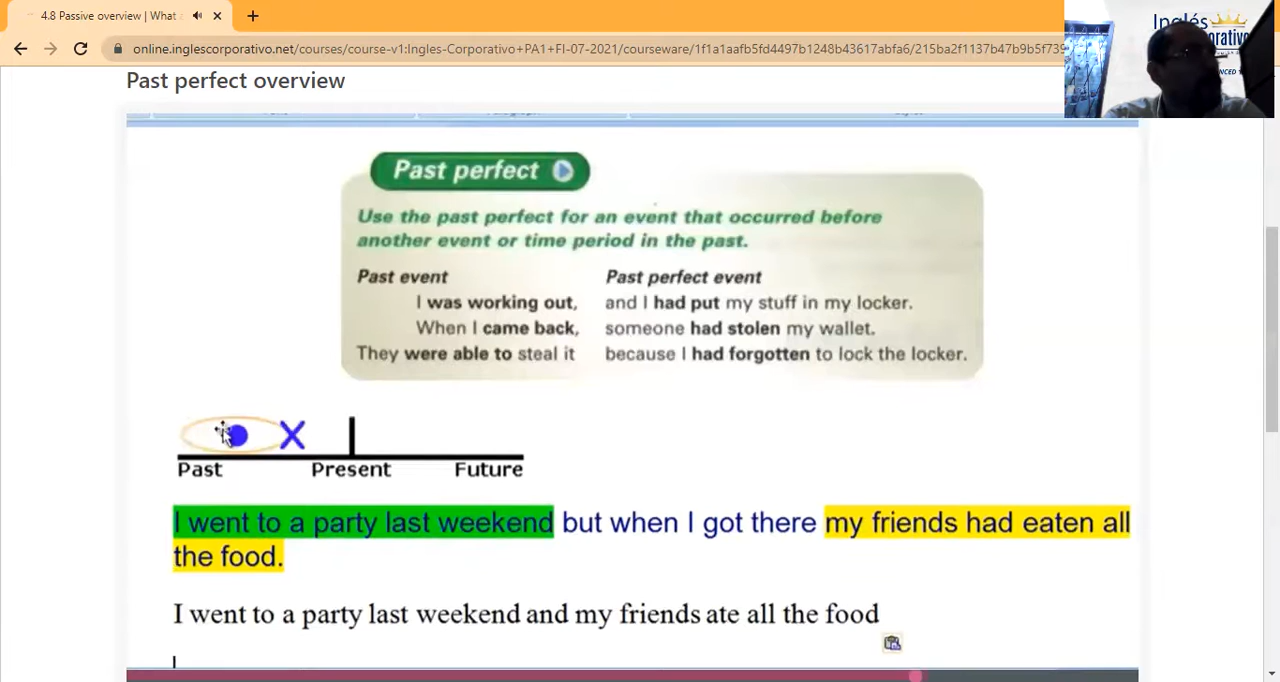 4.8 Passive overview | What
online.inglescorporativo.net/courses/course-v1:Ingles-Corporativo+PA1+FI-07-2021/courseware/1f1a1aafb5fd4497b1248b43617abfa6/215ba2f1137b47b9b5f739
Inglés
Past perfect overview
Past perfect
Use the past perfect for an event that occurred before
another event or time period in the past.
Past event Past perfect event
I was working out, and I had put my stuff in my locker.
When I came back, someone had stolen my wallet.
They were able to steal it because I had forgotten to lock the locker.
X
Past Present Future
I went to a party last weekend but when I got there my friends had eaten all
the food.
I went to a party last weekend and my friends ate all the food